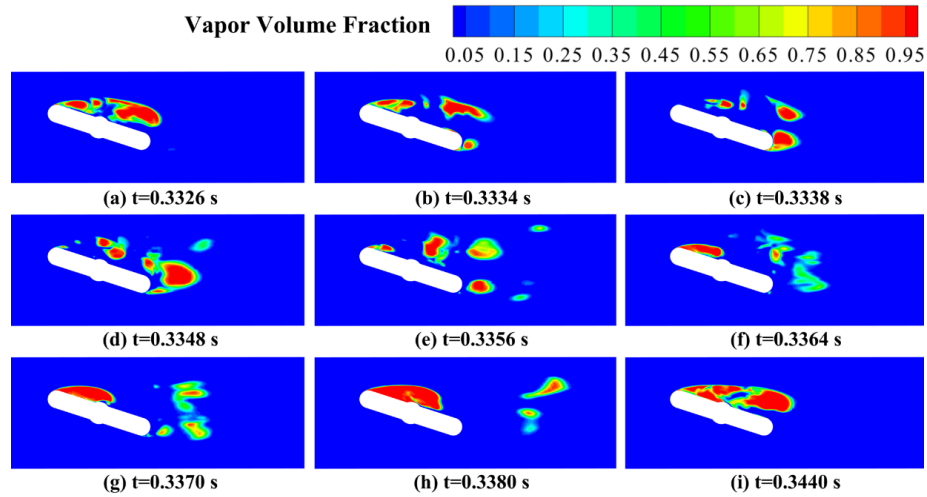 Vapor Volume Fraction
0.05 0.15 0.25 0.35 0.45 0.55 0.65 0.75 0.85 0.95
(a) t=0.3326 s
(b) t=0.3334 s
(c) t=0.3338 s
(d) t=0.3348 s
(e) t=0.3356 s
(f) t=0.3364 s
(g) t=0.3370 s
(h) t=0.3380 s
(i) t=0.3440 s